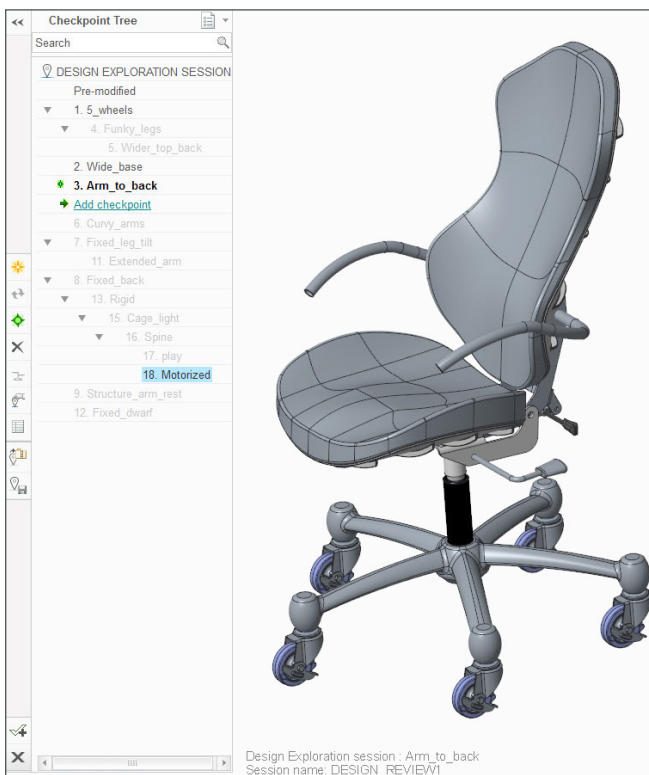 Checkpoint Tree
Search
DESIGN EXPLORATION SESSION
Pre-modified
1. 5_wheels
4. Funky_legs
5. Wider_top_back
2. Wide_base
3. Arm_to_back
Add checkpoint
6. Curvy_arms
7. Fixed_leg_tilt
11. Extended_arm
8. Fixed_back
13. Rigid
15. Cage_light
16. Spine
17. play
18. Motorized
9. Structure_arm_rest
12. Fixed_dwarf
Design Exploration session : Arm_to_back
Session name: DESIGN_REVIEW1